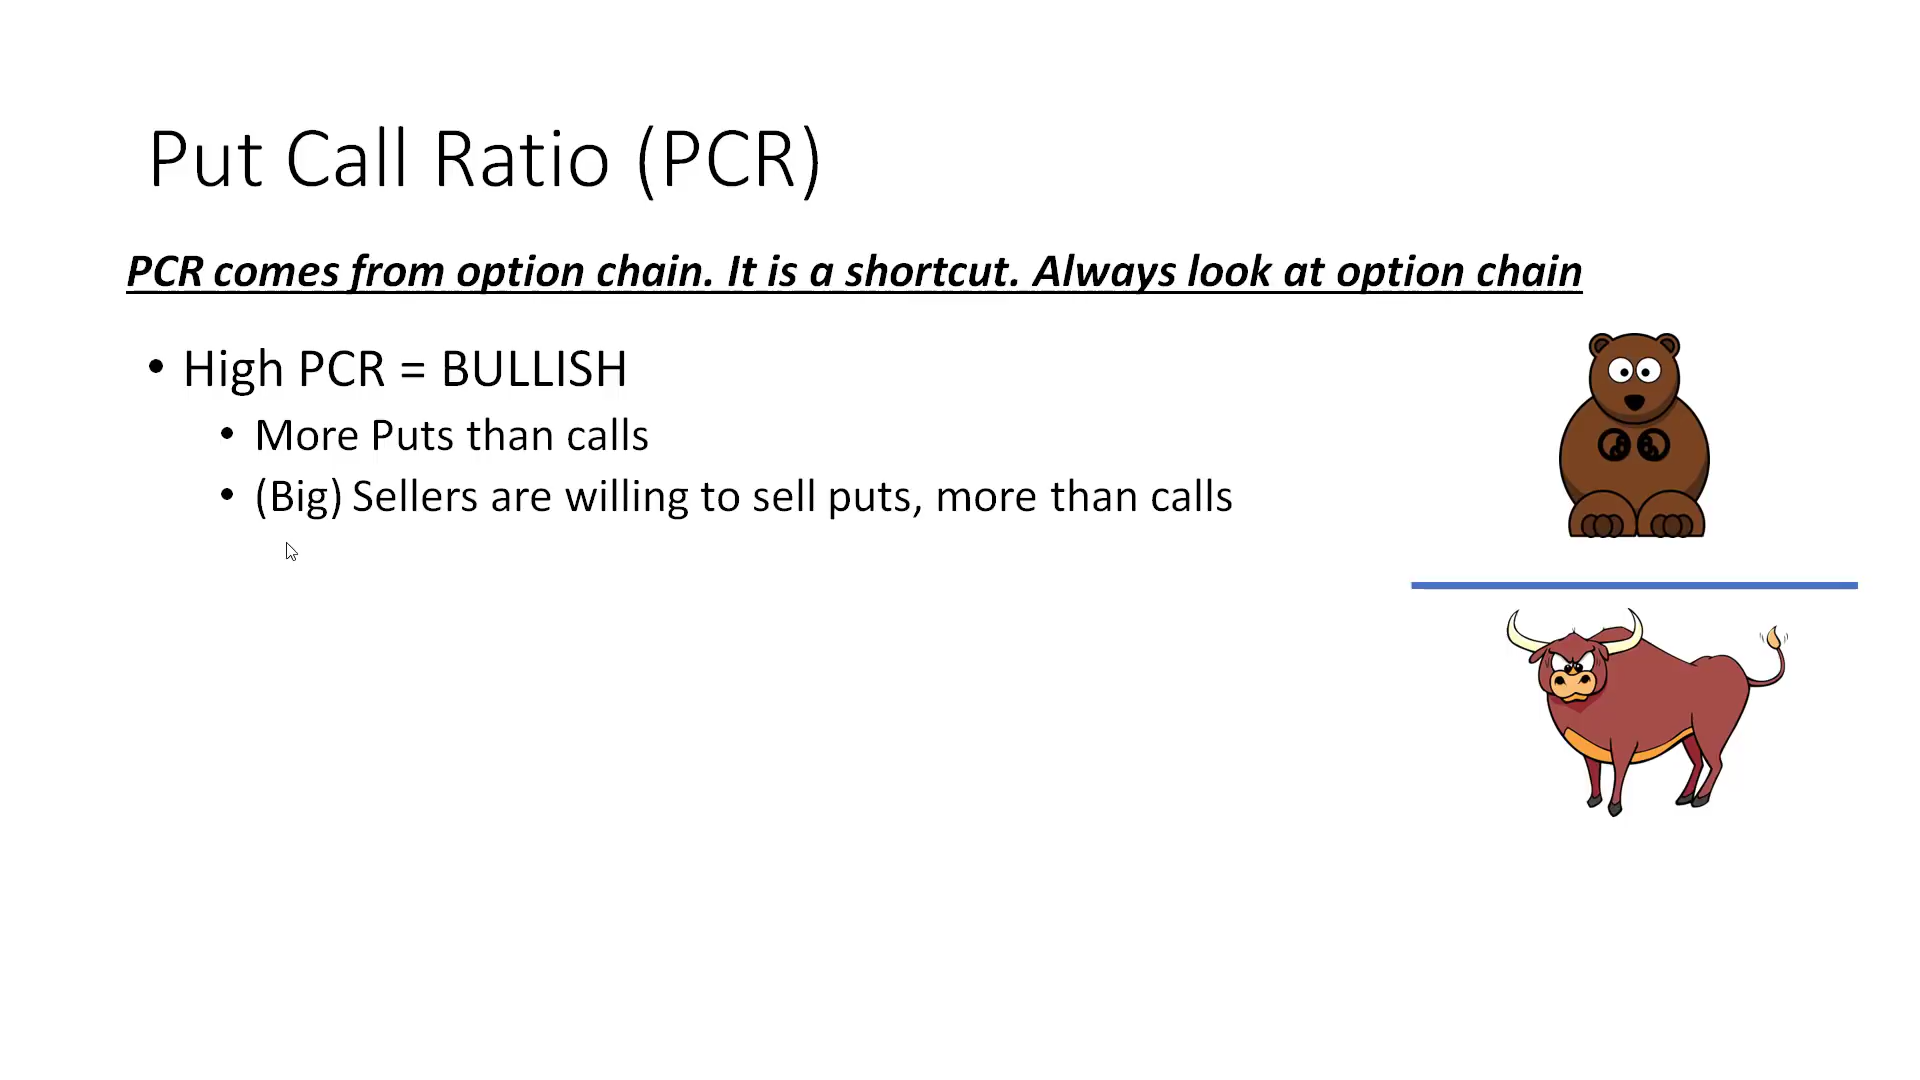 Put Call Ratio (PCR)
PCR comes from option chain. It is a shortcut. Always look at option chain
• High PCR = BULLISH
• More Puts than calls
• (Big) Sellers are willing to sell puts, more than calls